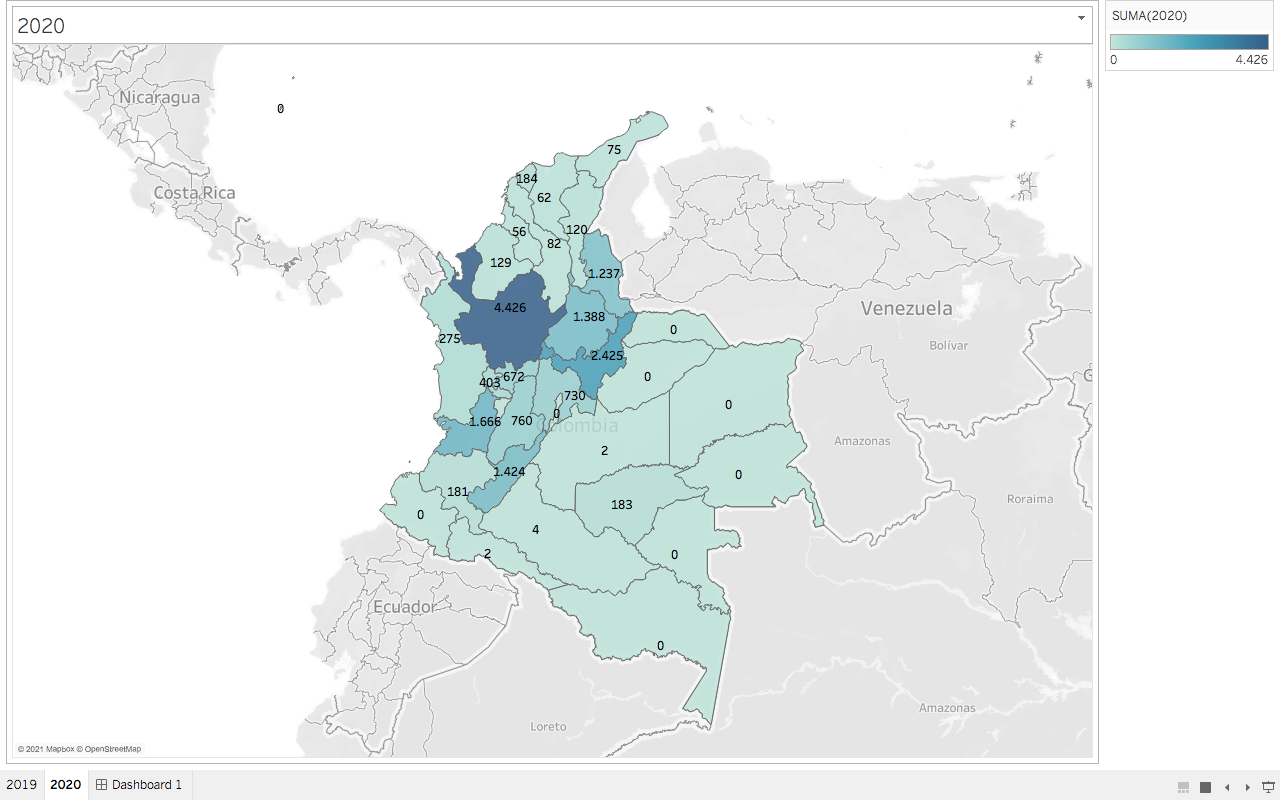 2020
SUMA(2020)
0
4.426
Nicaragua
0
75
Costa Rica
184
62
56
120
82
129
1.237
4.426
Venezuela
1.388
0
275
Bolívar
2.425
672
0
403
730
0
0
1.666
760
Colombia
Amazonas
2
1.424
0
181
Roraima
183
0
4
2
0
Ecuador
0
Amazonas
Loreto
© 2021 Mapbox © OpenStreetMap
2019
2020
Dashboard 1